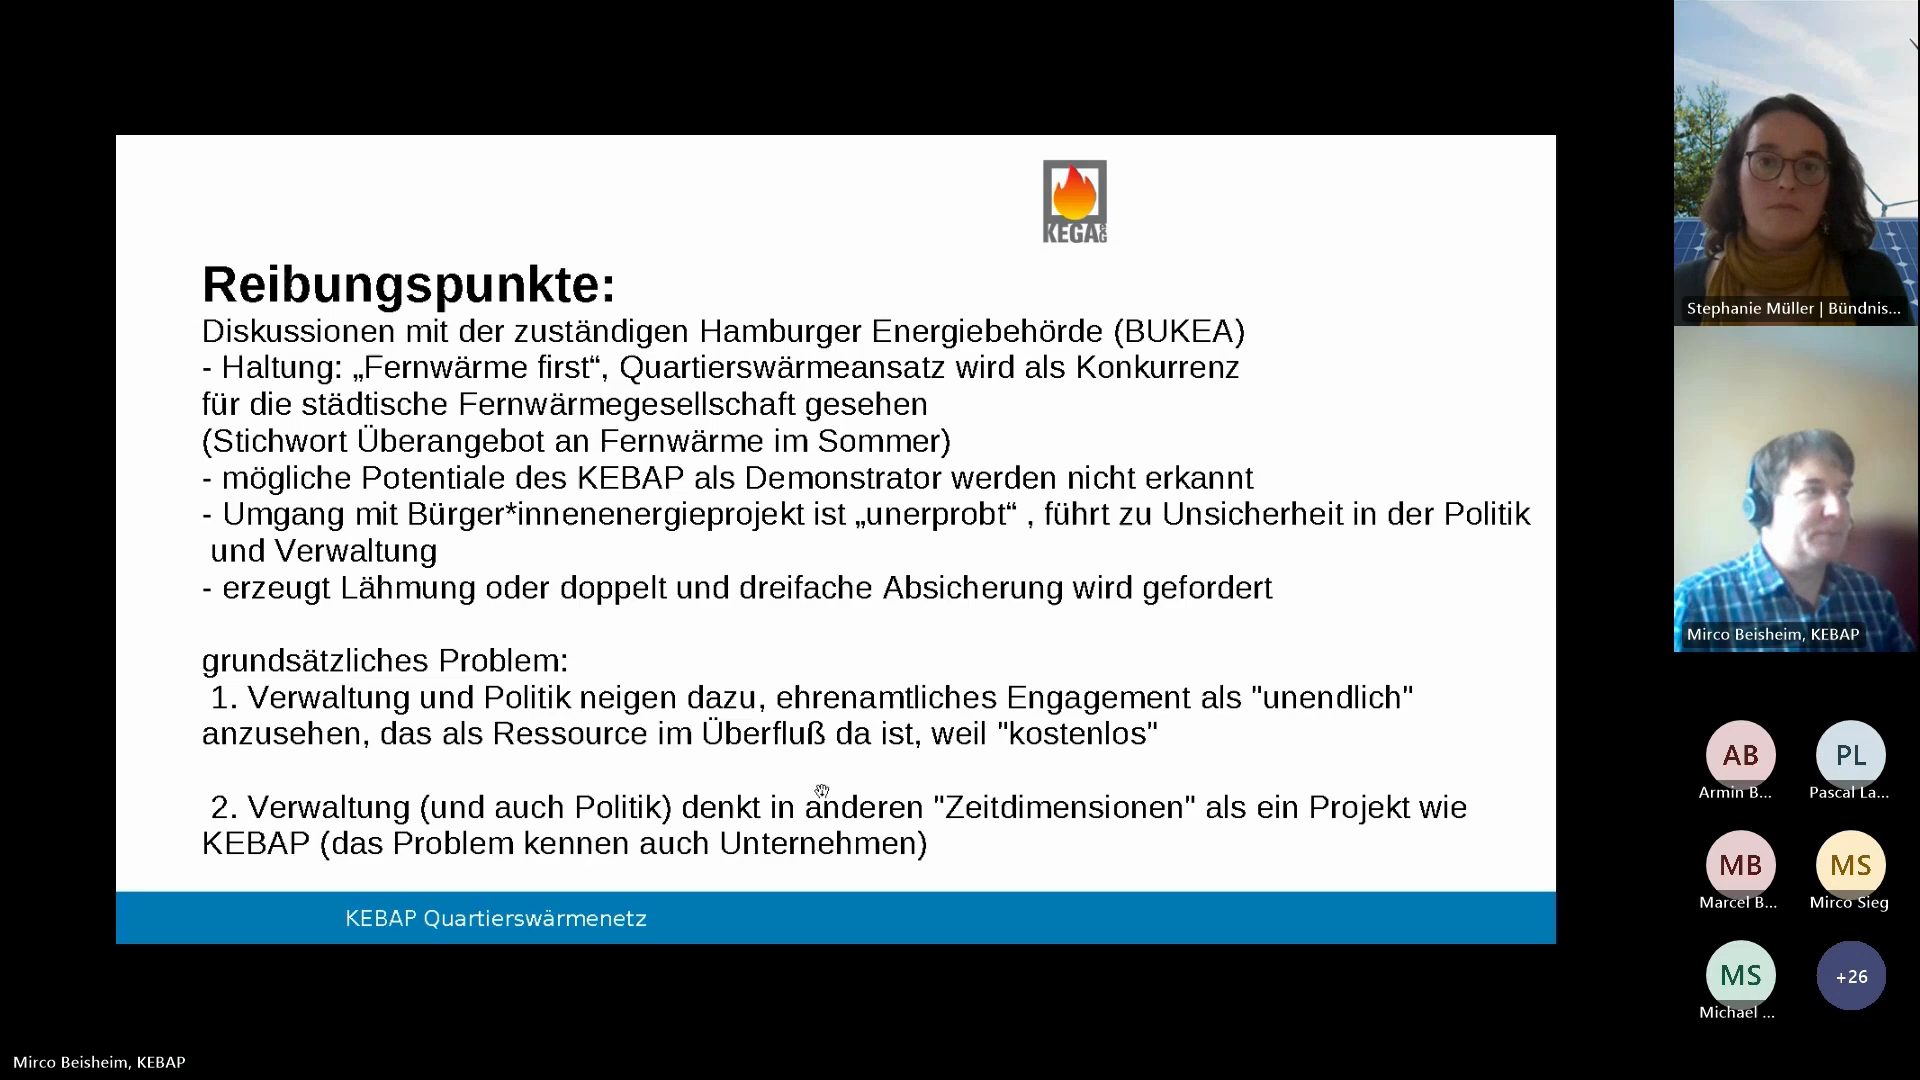 KEGA eG
Reibungspunkte:
Diskussionen mit der zuständigen Hamburger Energiebehörde (BUKEA)
- Haltung: „Fernwärme first“, Quartierswärmeansatz wird als Konkurrenz
für die städtische Fernwärmegesellschaft gesehen
(Stichwort Überangebot an Fernwärme im Sommer)
- mögliche Potentiale des KEBAP als Demonstrator werden nicht erkannt
- Umgang mit Bürger*innenenergieprojekt ist „unerprobt“ , führt zu Unsicherheit in der Politik
und Verwaltung
- erzeugt Lähmung oder doppelt und dreifache Absicherung wird gefordert
grundsätzliches Problem:
1. Verwaltung und Politik neigen dazu, ehrenamtliches Engagement als "unendlich"
anzusehen, das als Ressource im Überfluß da ist, weil "kostenlos"
2. Verwaltung (und auch Politik) denkt in anderen "Zeitdimensionen" als ein Projekt wie
KEBAP (das Problem kennen auch Unternehmen)
KEBAP Quartierswärmenetz
Stephanie Müller | Bündnis...
Mirco Beisheim, KEBAP
AB
Armin B...
PL
Pascal La...
MB
Marcel B...
MS
Mirco Sieg
MS
Michael ...
+26
Mirco Beisheim, KEBAP